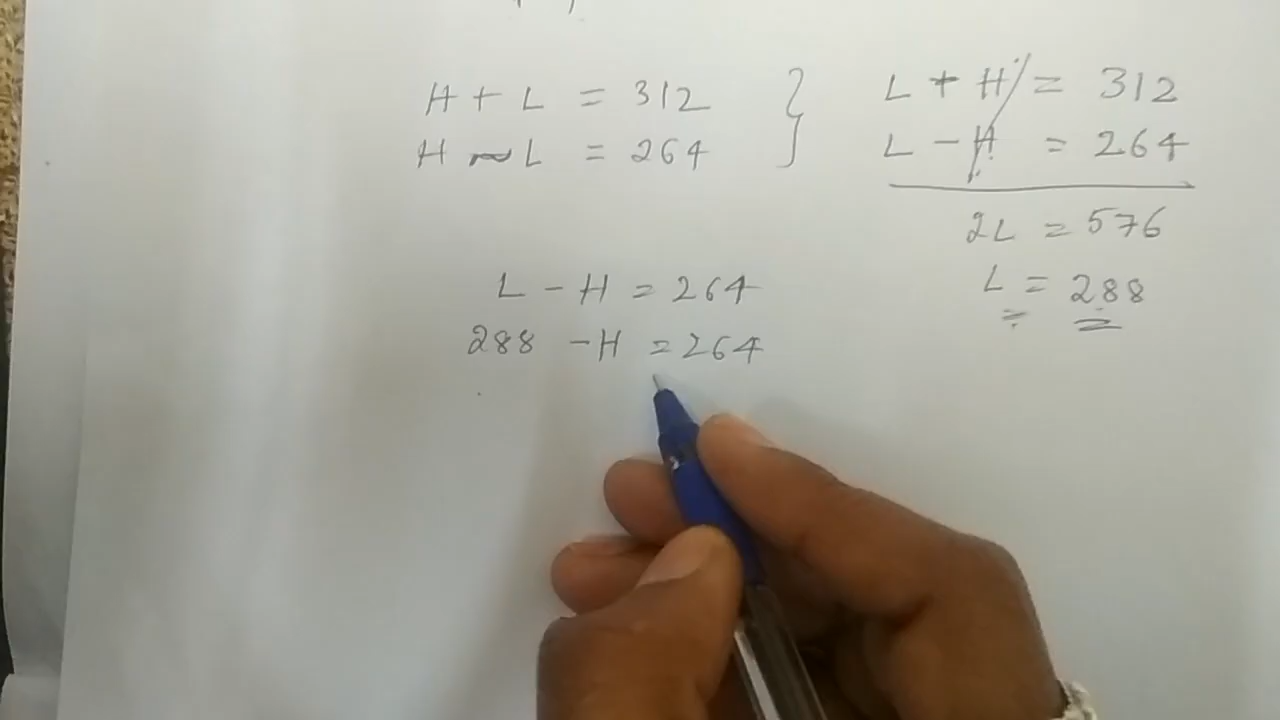 H + L = 312
H ~ L = 264
L + H = 312
L - H = 264
2L = 576
L = 288
L - H = 264
288 - H = 264